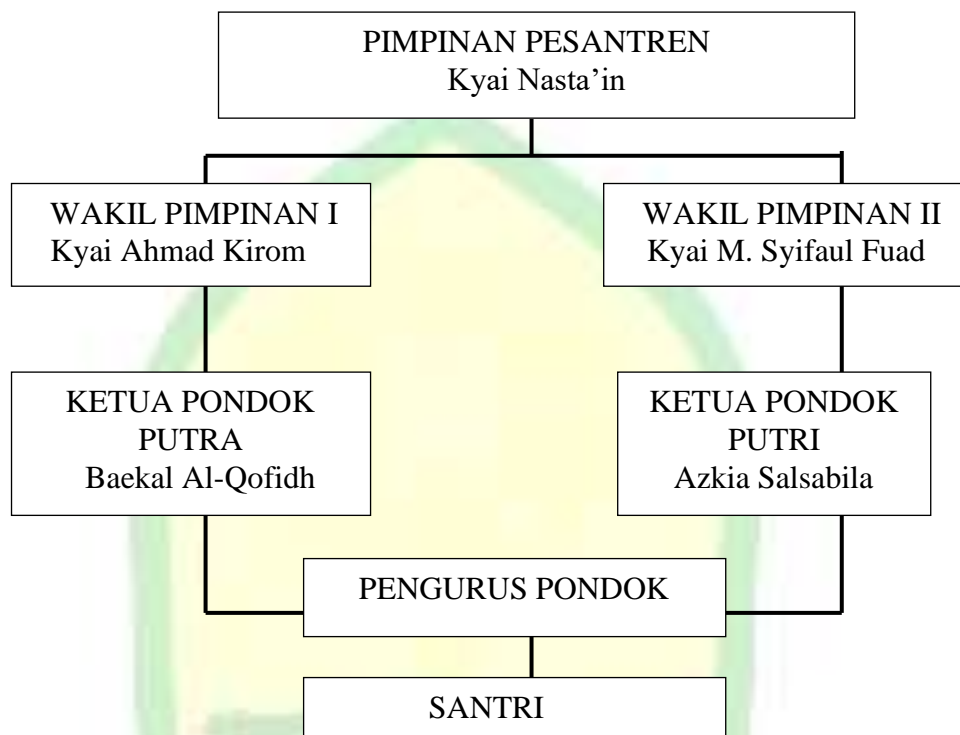 PIMPINAN PESANTREN
Kyai Nasta’in
WAKIL PIMPINAN I
Kyai Ahmad Kirom
WAKIL PIMPINAN II
Kyai M. Syifaul Fuad
KETUA PONDOK
PUTRA
Baekal Al-Qofidh
KETUA PONDOK
PUTRI
Azkia Salsabila
PENGURUS PONDOK
SANTRI